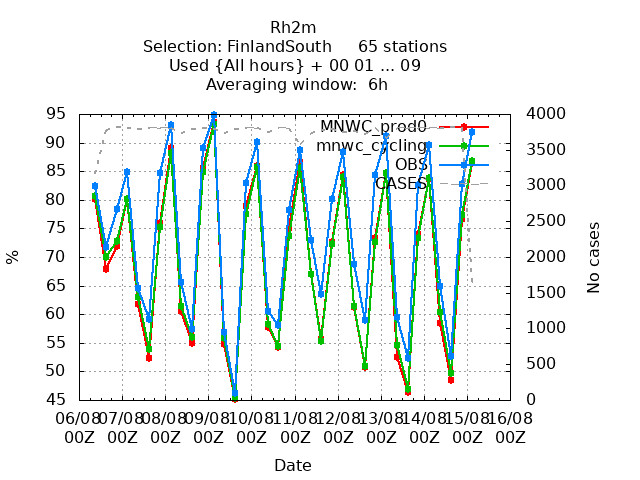 Rh2m
Selection: FinlandSouth 65 stations
Used {All hours} + 00 01 ... 09
Averaging window: 6h
95 4000
MNWC_prod0
90 3500
mnwc_cycling
85 OBS
CASES 3000
80
75 2500
70 2000
65
60 1500
55 1000
50 500
45 0
%
No cases
06/08 07/08 08/08 09/08 10/08 11/08 12/08 13/08 14/08 15/08 16/08
00Z 00Z 00Z 00Z 00Z 00Z 00Z 00Z 00Z 00Z 00Z
Date